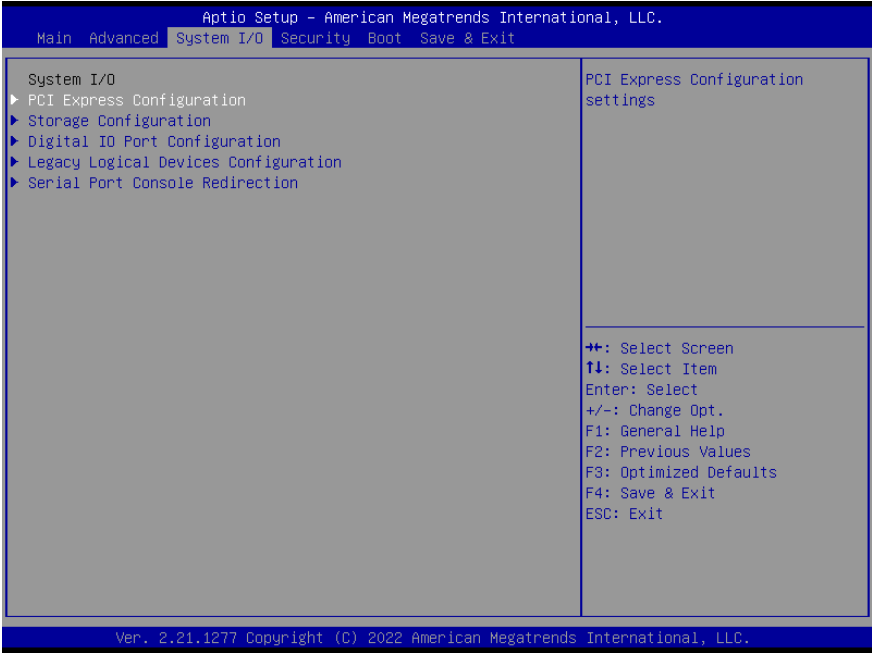 Aptio Setup – American Megatrends International, LLC.
Main Advanced System I/O Security Boot Save & Exit
System I/O
PCI Express Configuration
Storage Configuration
Digital IO Port Configuration
Legacy Logical Devices Configuration
Serial Port Console Redirection
PCI Express Configuration
settings
→←: Select Screen
↑↓: Select Item
Enter: Select
+/-: Change Opt.
F1: General Help
F2: Previous Values
F3: Optimized Defaults
F4: Save & Exit
ESC: Exit
Ver. 2.21.1277 Copyright (C) 2022 American Megatrends International, LLC.